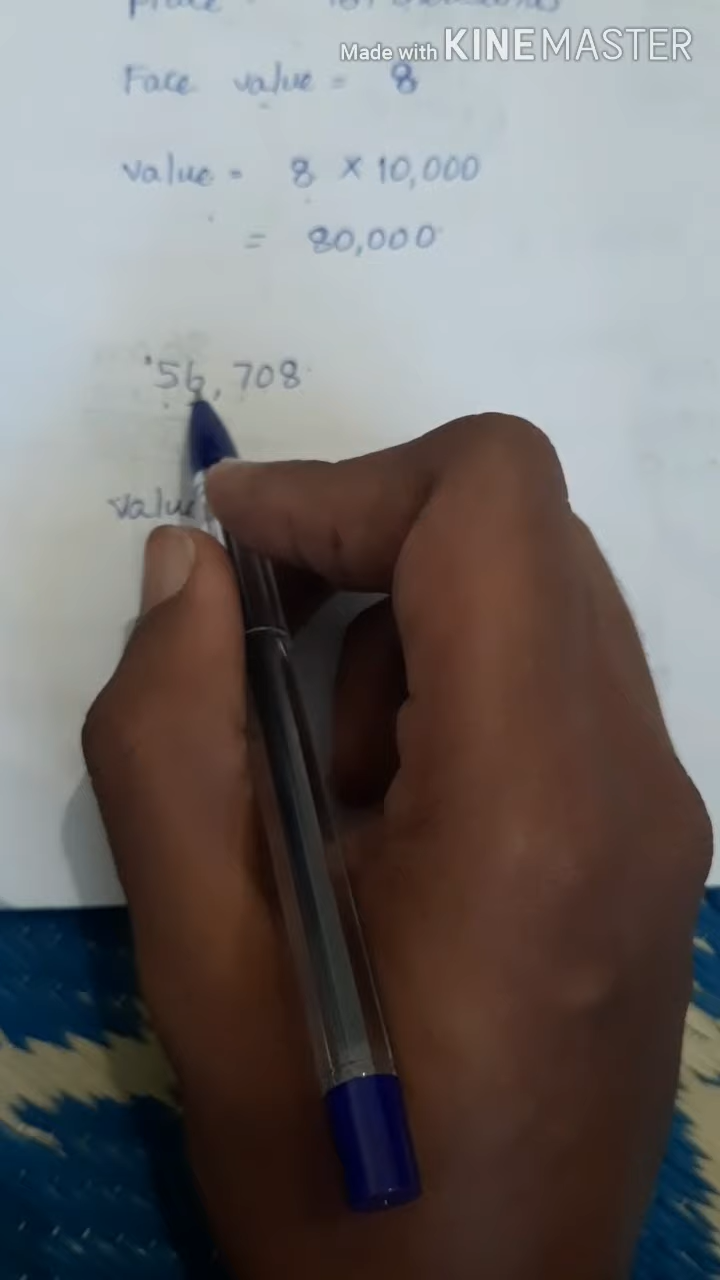 Made with KINEMASTER
Face value = 8
value = 8 × 10,000
= 80,000
56,708
value